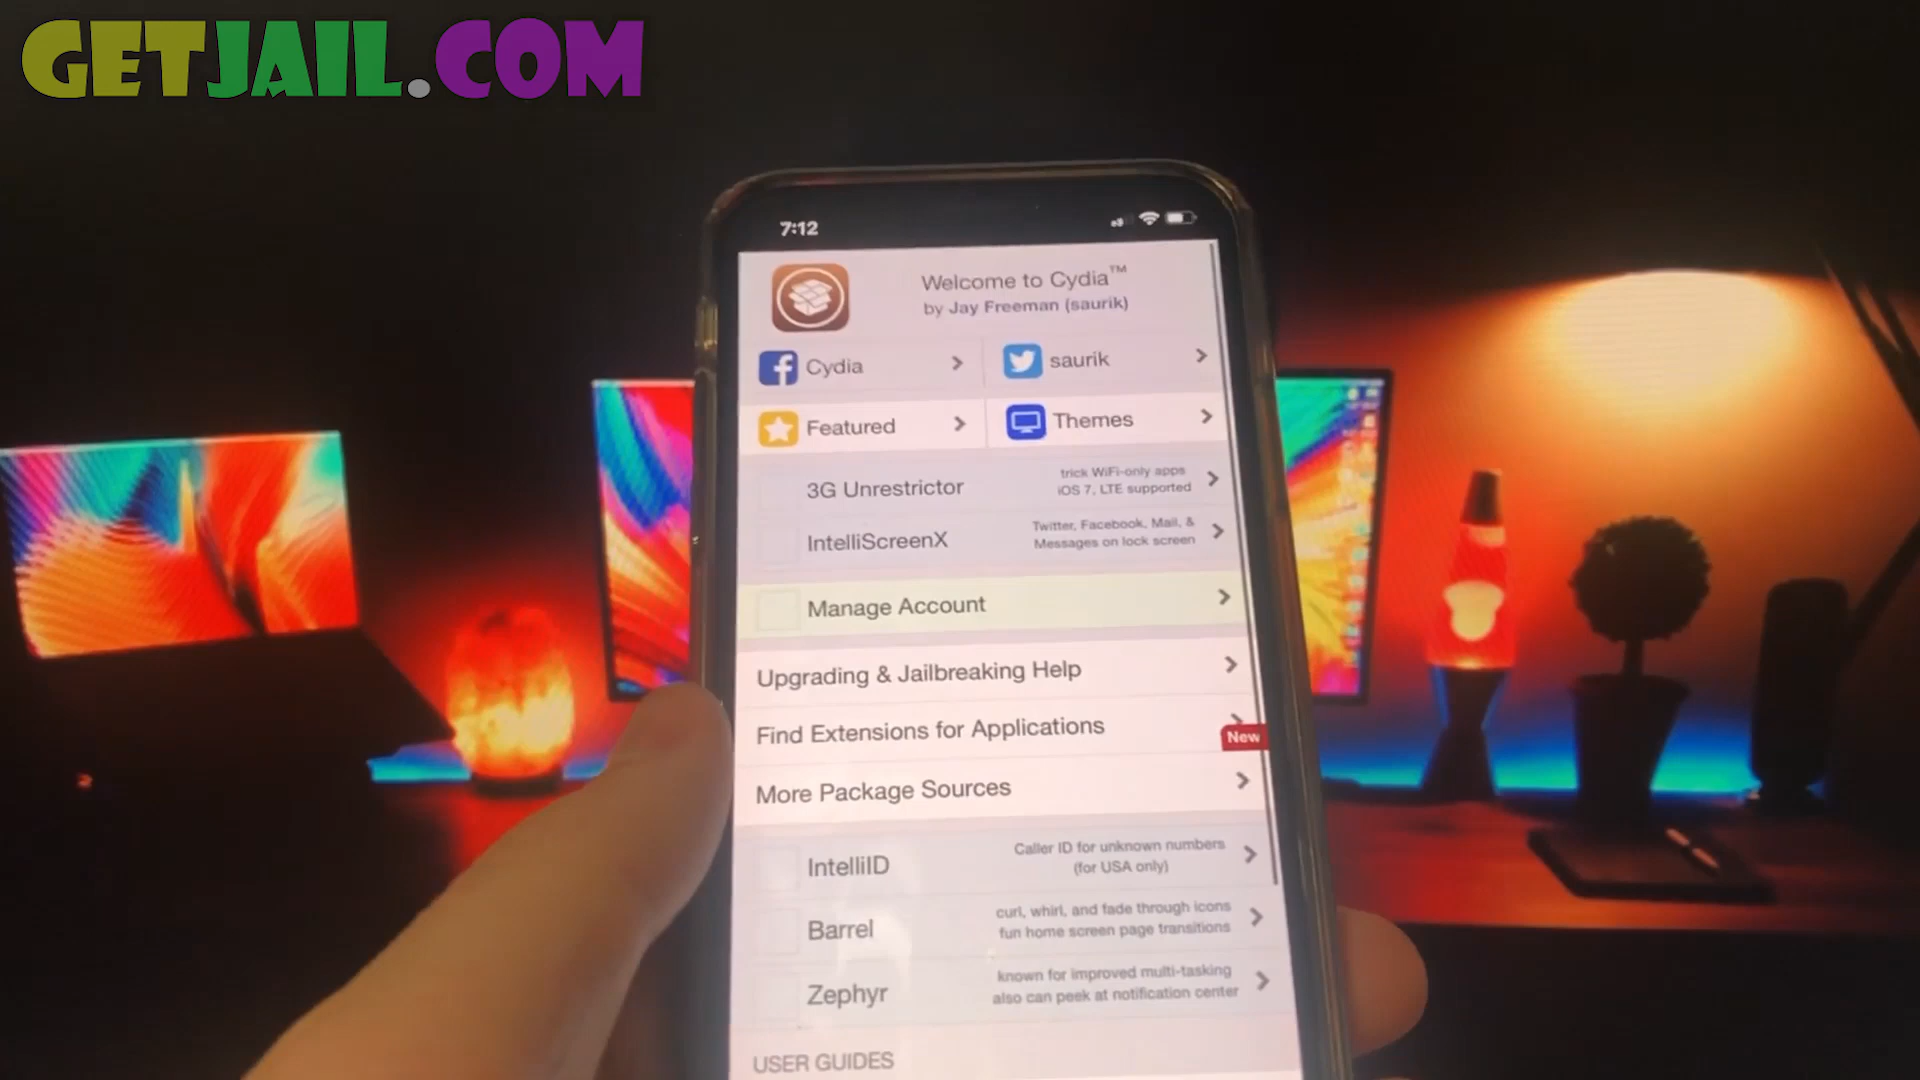 GETJAIL.COM
7:12
Welcome to Cydia™
by Jay Freeman (saurik)
Cydia
saurik
Featured
Themes
3G Unrestrictor
trick WiFi-only apps
iOS 7, LTE supported
IntelliScreenX
Twitter, Facebook, Mail, &
Messages on lock screen
Manage Account
Upgrading & Jailbreaking Help
Find Extensions for Applications
New
More Package Sources
IntelliID
Caller ID for unknown numbers
(for USA only)
Barrel
curl, whirl, and fade through icons
fun home screen page transitions
Zephyr
known for improved multi-tasking
also can peek at notification center
USER GUIDES